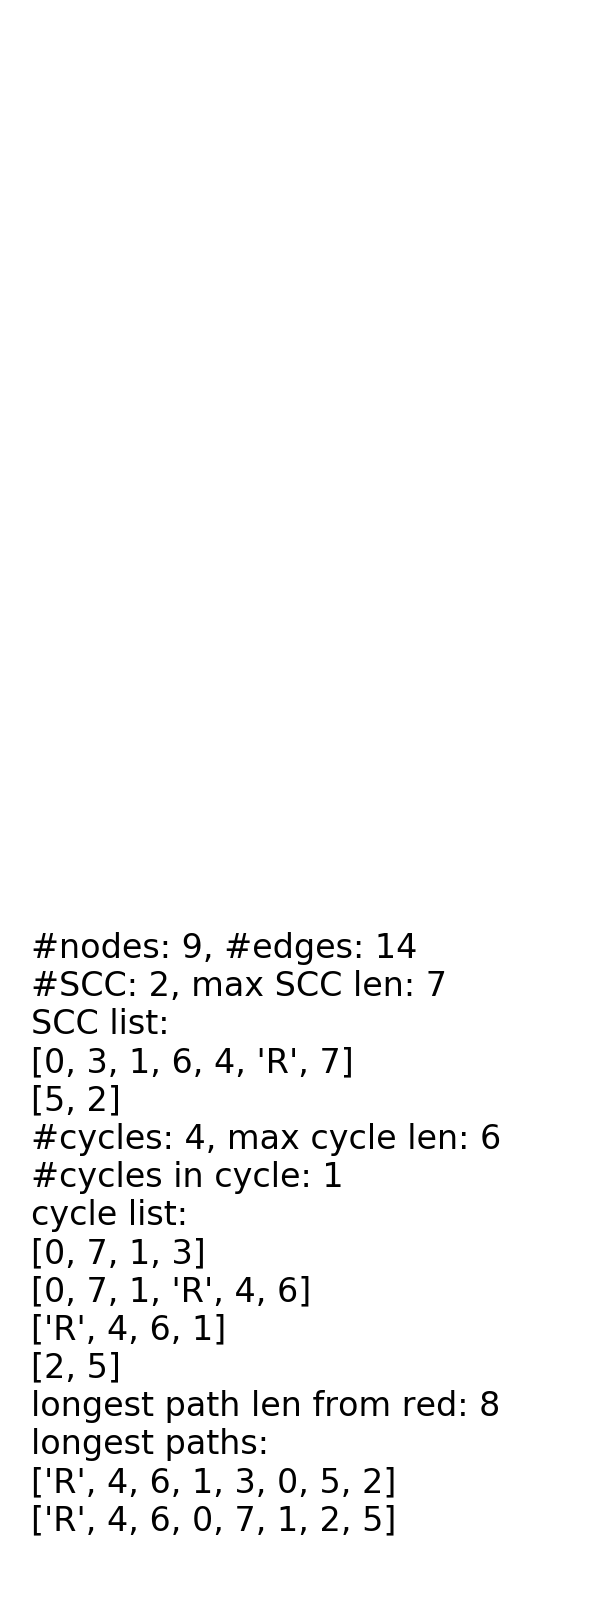 #nodes: 9, #edges: 14
#SCC: 2, max SCC len: 7
SCC list:
[0, 3, 1, 6, 4, 'R', 7]
[5, 2]
#cycles: 4, max cycle len: 6
#cycles in cycle: 1
cycle list:
[0, 7, 1, 3]
[0, 7, 1, 'R', 4, 6]
['R', 4, 6, 1]
[2, 5]
longest path len from red: 8
longest paths:
['R', 4, 6, 1, 3, 0, 5, 2]
['R', 4, 6, 0, 7, 1, 2, 5]